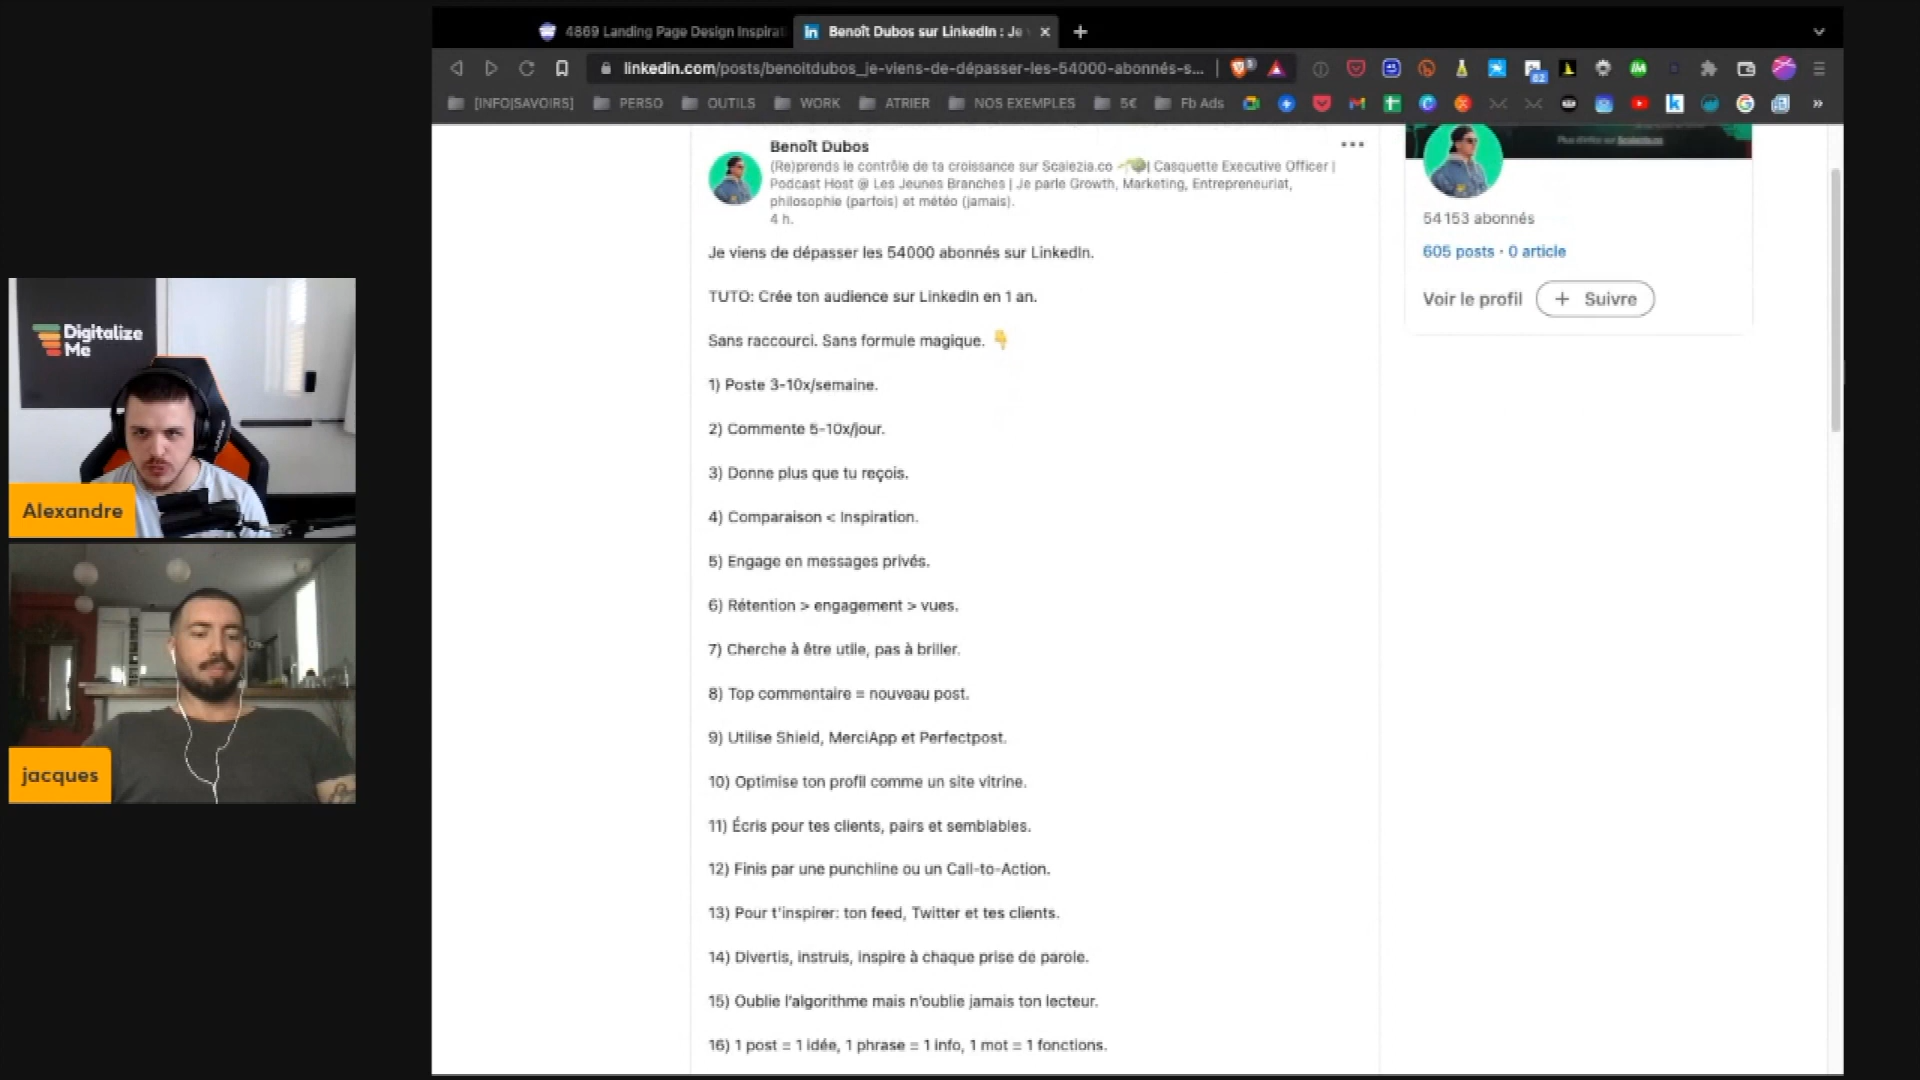 4869 Landing Page Design Inspirat
Benoît Dubos sur LinkedIn : Je
linkedin.com/posts/benoitdubos_je-viens-de-dépasser-les-54000-abonnés-s...
[INFO|SAVOIRS]
PERSO
OUTILS
WORK
ATRIER
NOS EXEMPLES
5€
Fb Ads
»
Benoît Dubos
(Re)prends le contrôle de ta croissance sur Scalezia.co | Casquette Executive Officer |
Podcast Host @ Les Jeunes Branches | Je parle Growth, Marketing, Entrepreneuriat,
philosophie (parfois) et météo (jamais).
4 h.
Je viens de dépasser les 54000 abonnés sur LinkedIn.
TUTO: Crée ton audience sur LinkedIn en 1 an.
Sans raccourci. Sans formule magique. 👇
1) Poste 3-10x/semaine.
2) Commente 5-10x/jour.
3) Donne plus que tu reçois.
4) Comparaison < Inspiration.
5) Engage en messages privés.
6) Rétention > engagement > vues.
7) Cherche à être utile, pas à briller.
8) Top commentaire = nouveau post.
9) Utilise Shield, MerciApp et Perfectpost.
10) Optimise ton profil comme un site vitrine.
11) Écris pour tes clients, pairs et semblables.
12) Finis par une punchline ou un Call-to-Action.
13) Pour t'inspirer: ton feed, Twitter et tes clients.
14) Divertis, instruis, inspire à chaque prise de parole.
15) Oublie l'algorithme mais n'oublie jamais ton lecteur.
16) 1 post = 1 idée, 1 phrase = 1 info, 1 mot = 1 fonctions.
54 153 abonnés
605 posts · 0 article
Voir le profil
+ Suivre
Digitalize
Me
Alexandre
jacques